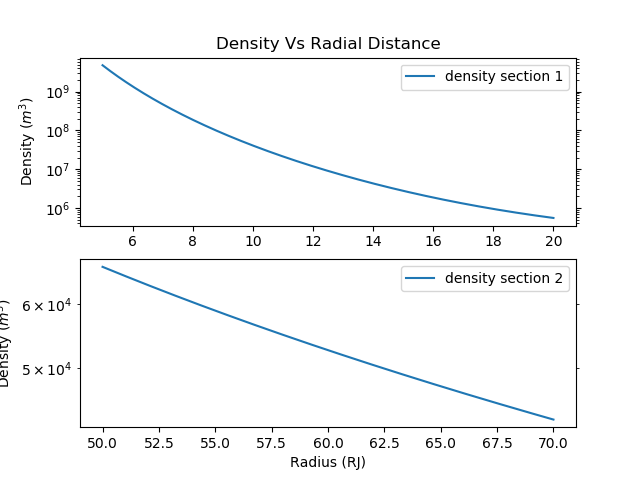 Density Vs Radial Distance
density section 1
Density (m³)
10⁹
10⁸
10⁷
10⁶
6 8 10 12 14 16 18 20
density section 2
Density (m³)
6 × 10⁴
5 × 10⁴
50.0 52.5 55.0 57.5 60.0 62.5 65.0 67.5 70.0
Radius (RJ)